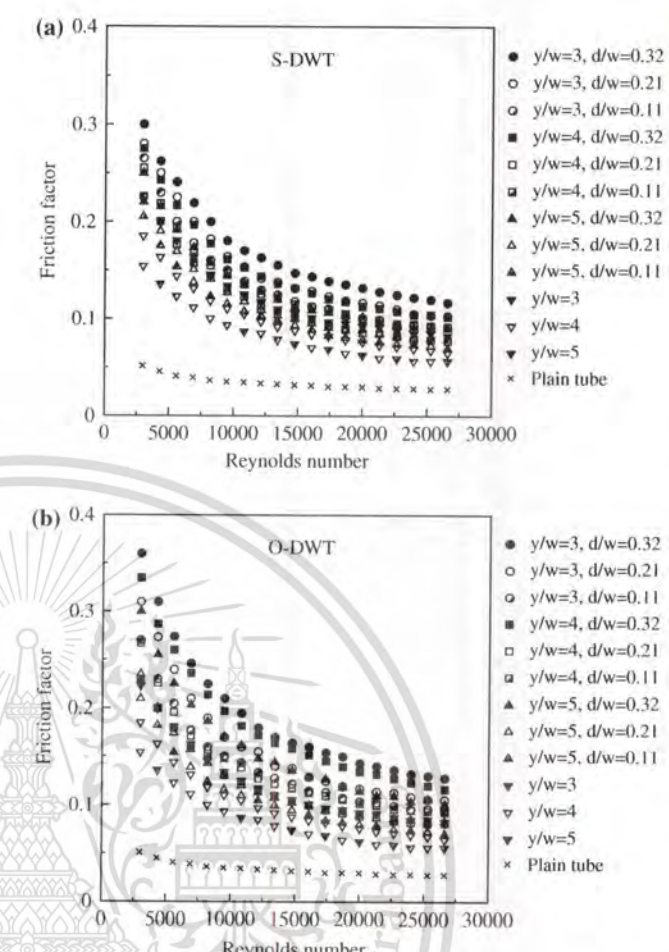 (a) 0.4
S-DWT
0.3
0.2
0.1
0
Friction factor
0 5000 10000 15000 20000 25000 30000
Reynolds number
y/w=3, d/w=0.32
y/w=3, d/w=0.21
y/w=3, d/w=0.11
y/w=4, d/w=0.32
y/w=4, d/w=0.21
y/w=4, d/w=0.11
y/w=5, d/w=0.32
y/w=5, d/w=0.21
y/w=5, d/w=0.11
y/w=3
y/w=4
y/w=5
Plain tube
(b) 0.4
O-DWT
0.3
0.2
0.1
0
Friction factor
0 5000 10000 15000 20000 25000 30000
Reynolds number
y/w=3, d/w=0.32
y/w=3, d/w=0.21
y/w=3, d/w=0.11
y/w=4, d/w=0.32
y/w=4, d/w=0.21
y/w=4, d/w=0.11
y/w=5, d/w=0.32
y/w=5, d/w=0.21
y/w=5, d/w=0.11
y/w=3
y/w=4
y/w=5
Plain tube